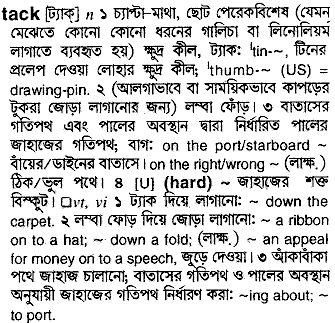 tack [ট্যাক্] n ১ চ্যাপ্টা-মাথা, ছোট পেরেকবিশেষ (যেমন
মেঝেতে কোনো কোনো ধরনের গালিচা বা লিনোলিয়ম
লাগাতে ব্যবহৃত হয়) ক্ষুদ্র কীল, ট্যাক: ˈtin-~, টিনের
প্রলেপ দেওয়া লোহার ক্ষুদ্র কীল; ˈthumb-~ (US) =
drawing-pin. ২ (আলগাভাবে বা সাময়িকভাবে কাপড়ের
টুকরা জোড়া লাগানোর জন্য) লম্বা ফোঁড়। ৩ বাতাসের
গতিপথ এবং পালের অবস্থান দ্বারা নির্ধারিত পালের
জাহাজের গতিপথ; বাগ: on the port/starboard ~
বাঁয়ের/ডাইনের বাতাসে। on the right/wrong ~ (লাক্ষ.)
ঠিক/ভুল পথে। ৪ [U] (hard) ~ জাহাজের শক্ত
বিস্কুট। □vt, vi ১ ট্যাক দিয়ে লাগানো: ~ down the
carpet. ২ লম্বা ফোড় দিয়ে জোড়া লাগানো: ~ a ribbon
on to a hat; ~ down a fold; (লাক্ষ.) ~ an appeal
for money on to a speech, জুড়ে দেওয়া। ৩ আঁকাবাঁকা
পথে জাহাজ চালানো; বাতাসের গতিপথ ও পালের অবস্থান
অনুযায়ী জাহাজের গতিপথ নির্ধারণ করা: ~ing about; ~
to port.